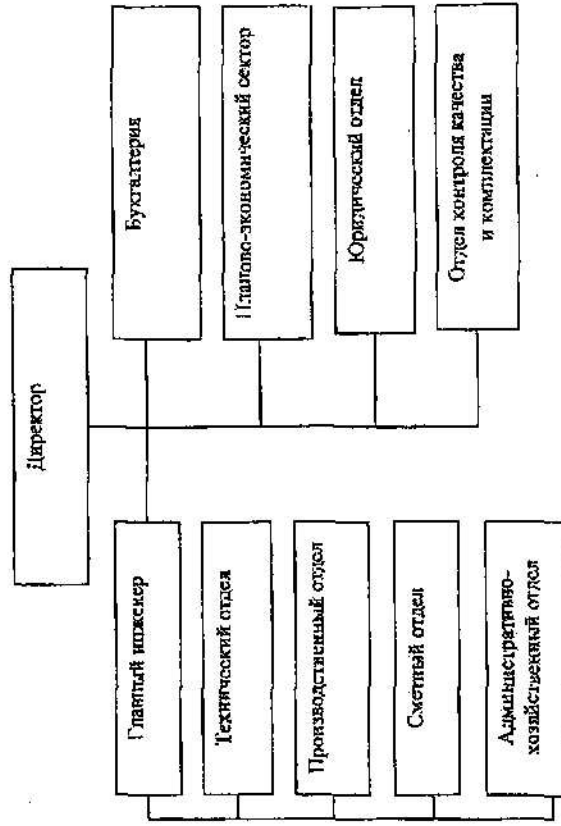 Директор
Главный инженер
Технический отдел
Производственный отдел
Сметный отдел
Административно-
хозяйственный отдел
Бухгалтерия
Планово-экономический сектор
Юридический отдел
Отдел контроля качества
и комплектации